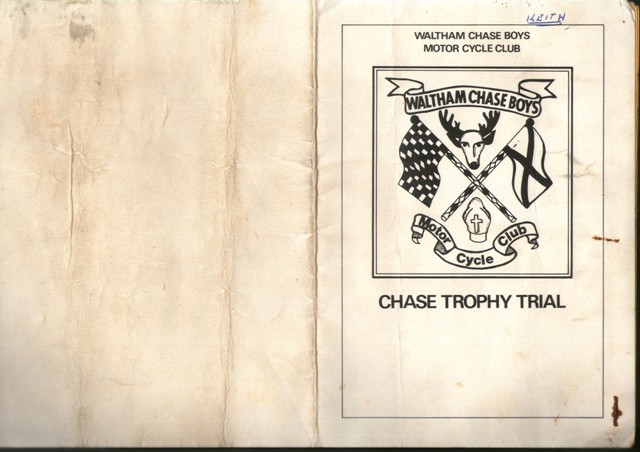 KEITH
WALTHAM CHASE BOYS
MOTOR CYCLE CLUB
WALTHAM CHASE BOYS
Motor Cycle Club
CHASE TROPHY TRIAL